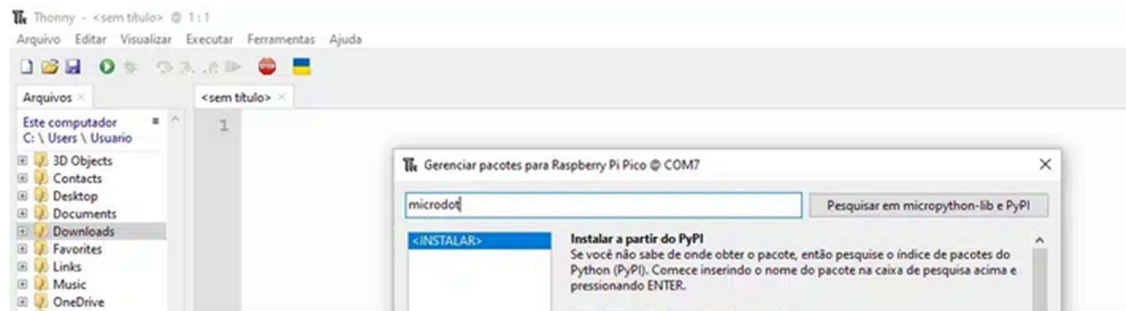 Thonny - <sem título> @ 1:1
Arquivo Editar Visualizar Executar Ferramentas Ajuda
Arquivos
<sem título>
Este computador
C: \ Users \ Usuario
1
3D Objects
Contacts
Desktop
Documents
Downloads
Favorites
Links
Music
OneDrive
Gerenciar pacotes para Raspberry Pi Pico @ COM7
microdot
Pesquisar em micropython-lib e PyPI
<INSTALAR>
Instalar a partir do PyPI
Se você não sabe de onde obter o pacote, então pesquise o índice de pacotes do
Python (PyPI). Comece inserindo o nome do pacote na caixa de pesquisa acima e
pressionando ENTER.